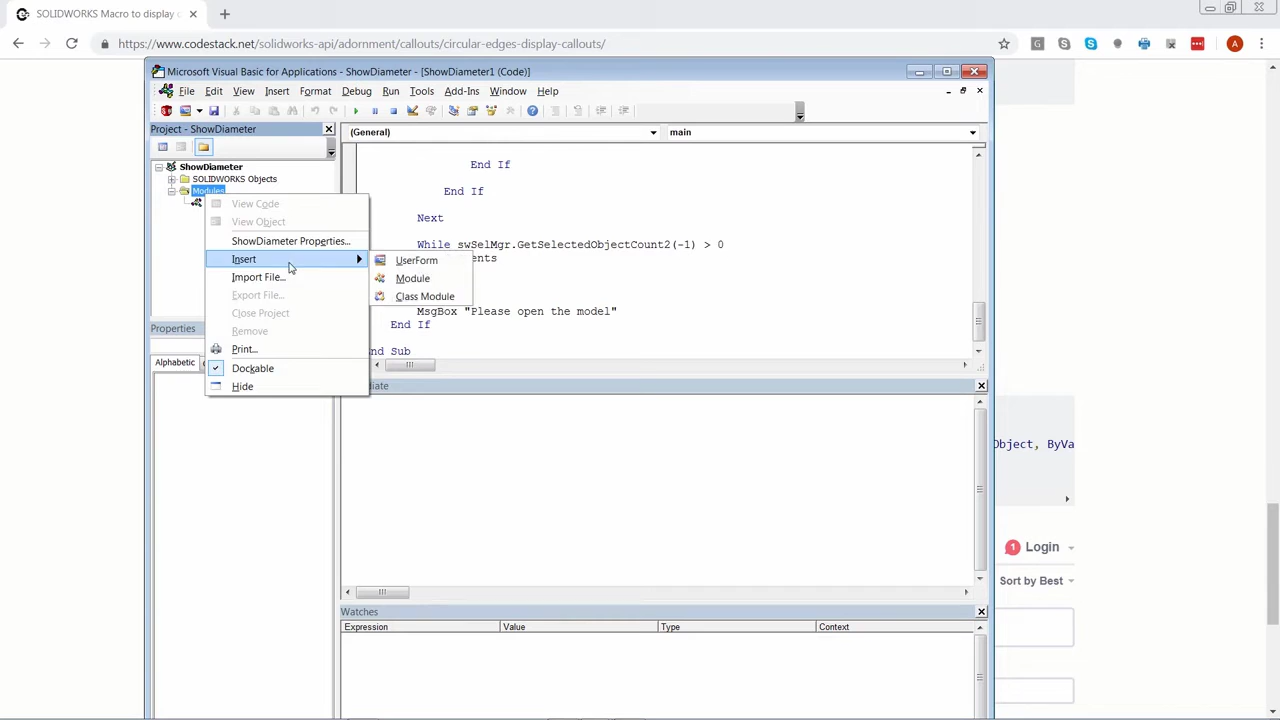 SOLIDWORKS Macro to display c
https://www.codestack.net/solidworks-api/adornment/callouts/circular-edges-display-callouts/
A
Microsoft Visual Basic for Applications - ShowDiameter - [ShowDiameter1 (Code)]
File Edit View Insert Format Debug Run Tools Add-Ins Window Help
Project - ShowDiameter
(General) main
ShowDiameter
SOLIDWORKS Objects
Modules
View Code
View Object
ShowDiameter Properties...
Insert
Import File...
Export File...
Close Project
Remove
Print...
Dockable
Hide
UserForm
Module
Class Module
End If
End If
Next
While swSelMgr.GetSelectedObjectCount2(-1) > 0
ents
MsgBox "Please open the model"
End If
nd Sub
Properties
Alphabetic
diate
Watches
Expression Value Type Context
Object, ByVa
1 Login
Sort by Best